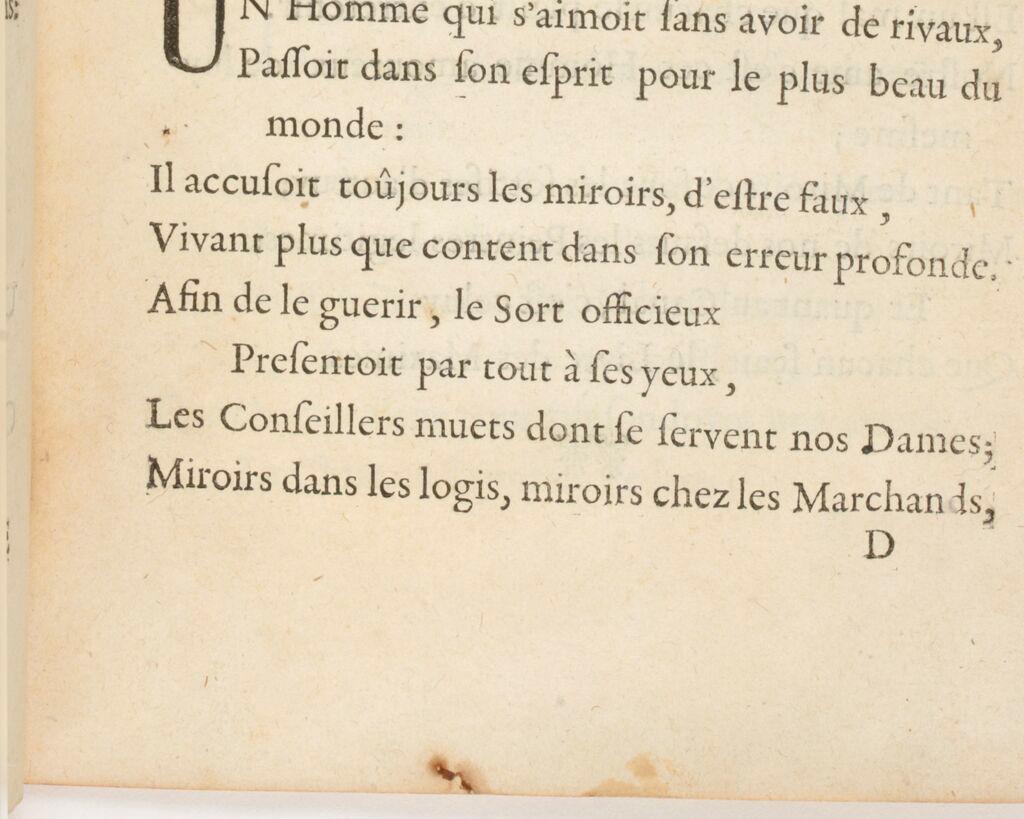 UN Homme qui s'aimoit ſans avoir de rivaux,
Paſſoit dans ſon eſprit pour le plus beau du
monde :
Il accuſoit toûjours les miroirs, d'eſtre faux ,
Vivant plus que content dans ſon erreur profonde.
Afin de le guerir , le Sort officieux
Preſentoit par tout à ſes yeux ,
Les Conſeillers muets dont ſe ſervent nos Dames;
Miroirs dans les logis, miroirs chez les Marchands,
D